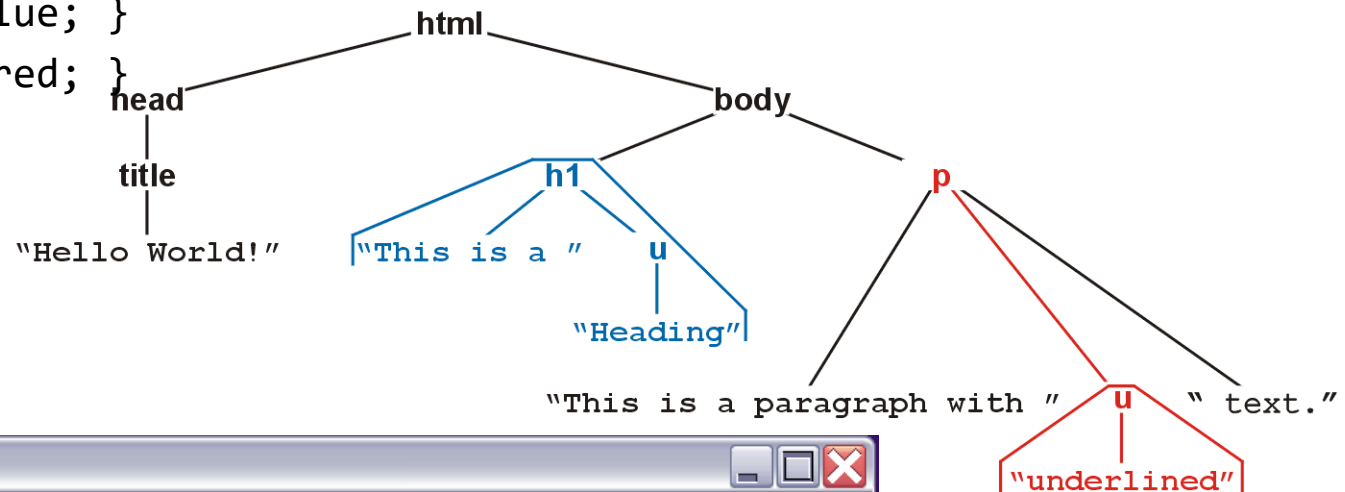 lue; }
red; }
html
head
body
title
h1
p
"Hello World!"
"This is a "
u
"Heading"
"This is a paragraph with "
u
" text."
"underlined"